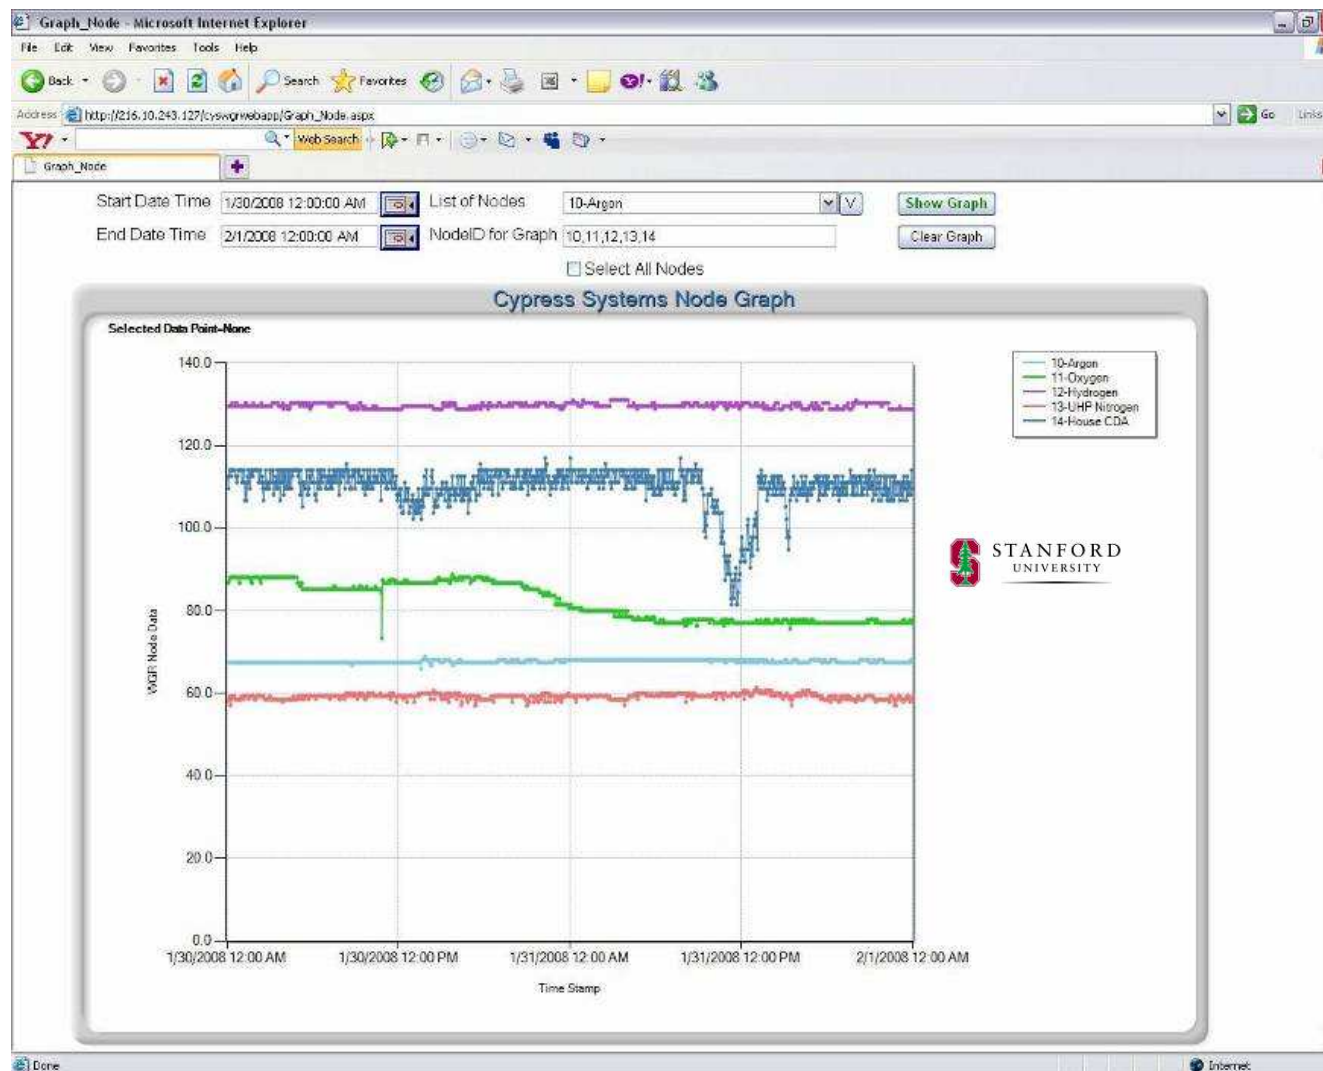 Graph_Node - Microsoft Internet Explorer
File Edit View Favorites Tools Help
Back Search Favorites
Address http://216.10.243.127/cyswgrwebapp/Graph_Node.aspx Go Links
Y! Web Search
Graph_Node
Start Date Time 1/30/2008 12:00:00 AM List of Nodes 10-Argon V Show Graph
End Date Time 2/1/2008 12:00:00 AM NodeID for Graph 10,11,12,13,14 Clear Graph
Select All Nodes
Cypress Systems Node Graph
Selected Data Point-None
140.0
120.0
100.0
80.0
60.0
40.0
20.0
0.0
WGR Node Data
1/30/2008 12:00 AM 1/30/2008 12:00 PM 1/31/2008 12:00 AM 1/31/2008 12:00 PM 2/1/2008 12:00 AM
Time Stamp
10-Argon
11-Oxygen
12-Hydrogen
13-UHP Nitrogen
14-House CDA
STANFORD
UNIVERSITY
Done Internet